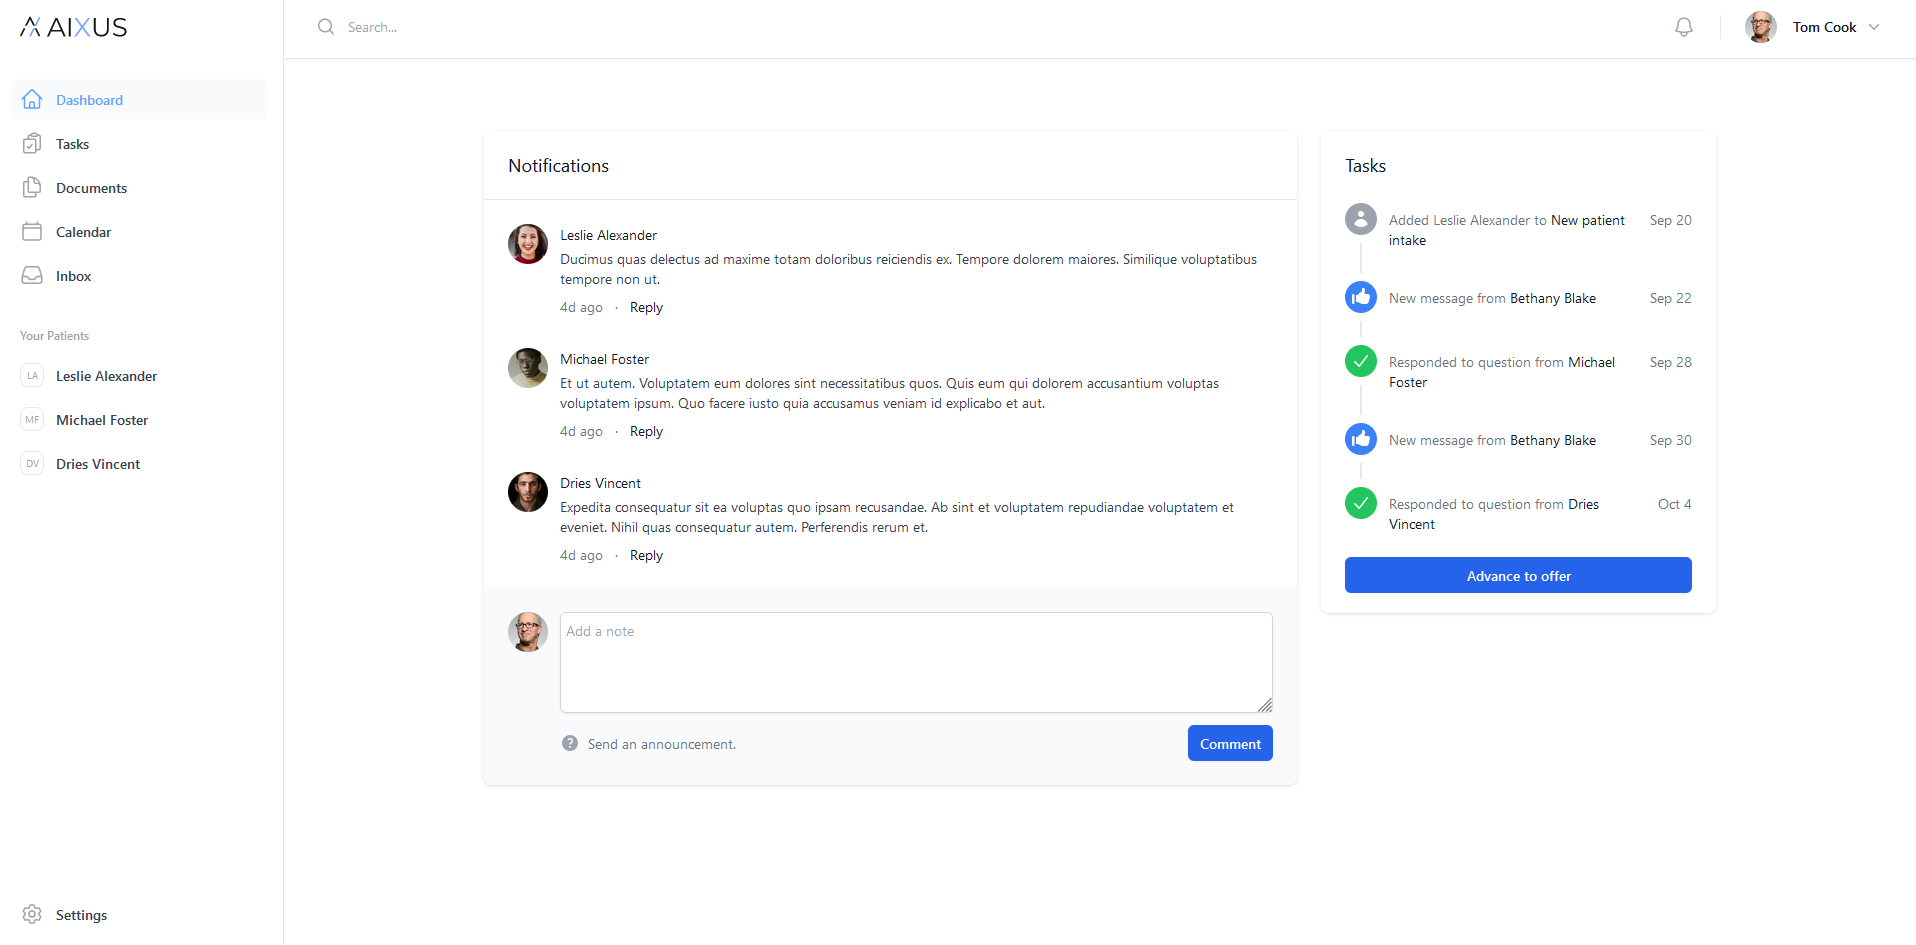 AIXUS
Search...
Tom Cook
Dashboard
Tasks
Documents
Calendar
Inbox
Your Patients
LA Leslie Alexander
MF Michael Foster
DV Dries Vincent
Settings
Notifications
Leslie Alexander
Ducimus quas delectus ad maxime totam doloribus reiciendis ex. Tempore dolorem maiores. Similique voluptatibus
tempore non ut.
4d ago · Reply
Michael Foster
Et ut autem. Voluptatem eum dolores sint necessitatibus quos. Quis eum qui dolorem accusantium voluptas
voluptatem ipsum. Quo facere iusto quia accusamus veniam id explicabo et aut.
4d ago · Reply
Dries Vincent
Expedita consequatur sit ea voluptas quo ipsam recusandae. Ab sint et voluptatem repudiandae voluptatem et
eveniet. Nihil quas consequatur autem. Perferendis rerum et.
4d ago · Reply
Add a note
? Send an announcement.
Comment
Tasks
Added Leslie Alexander to New patient Sep 20
intake
New message from Bethany Blake Sep 22
Responded to question from Michael Sep 28
Foster
New message from Bethany Blake Sep 30
Responded to question from Dries Oct 4
Vincent
Advance to offer